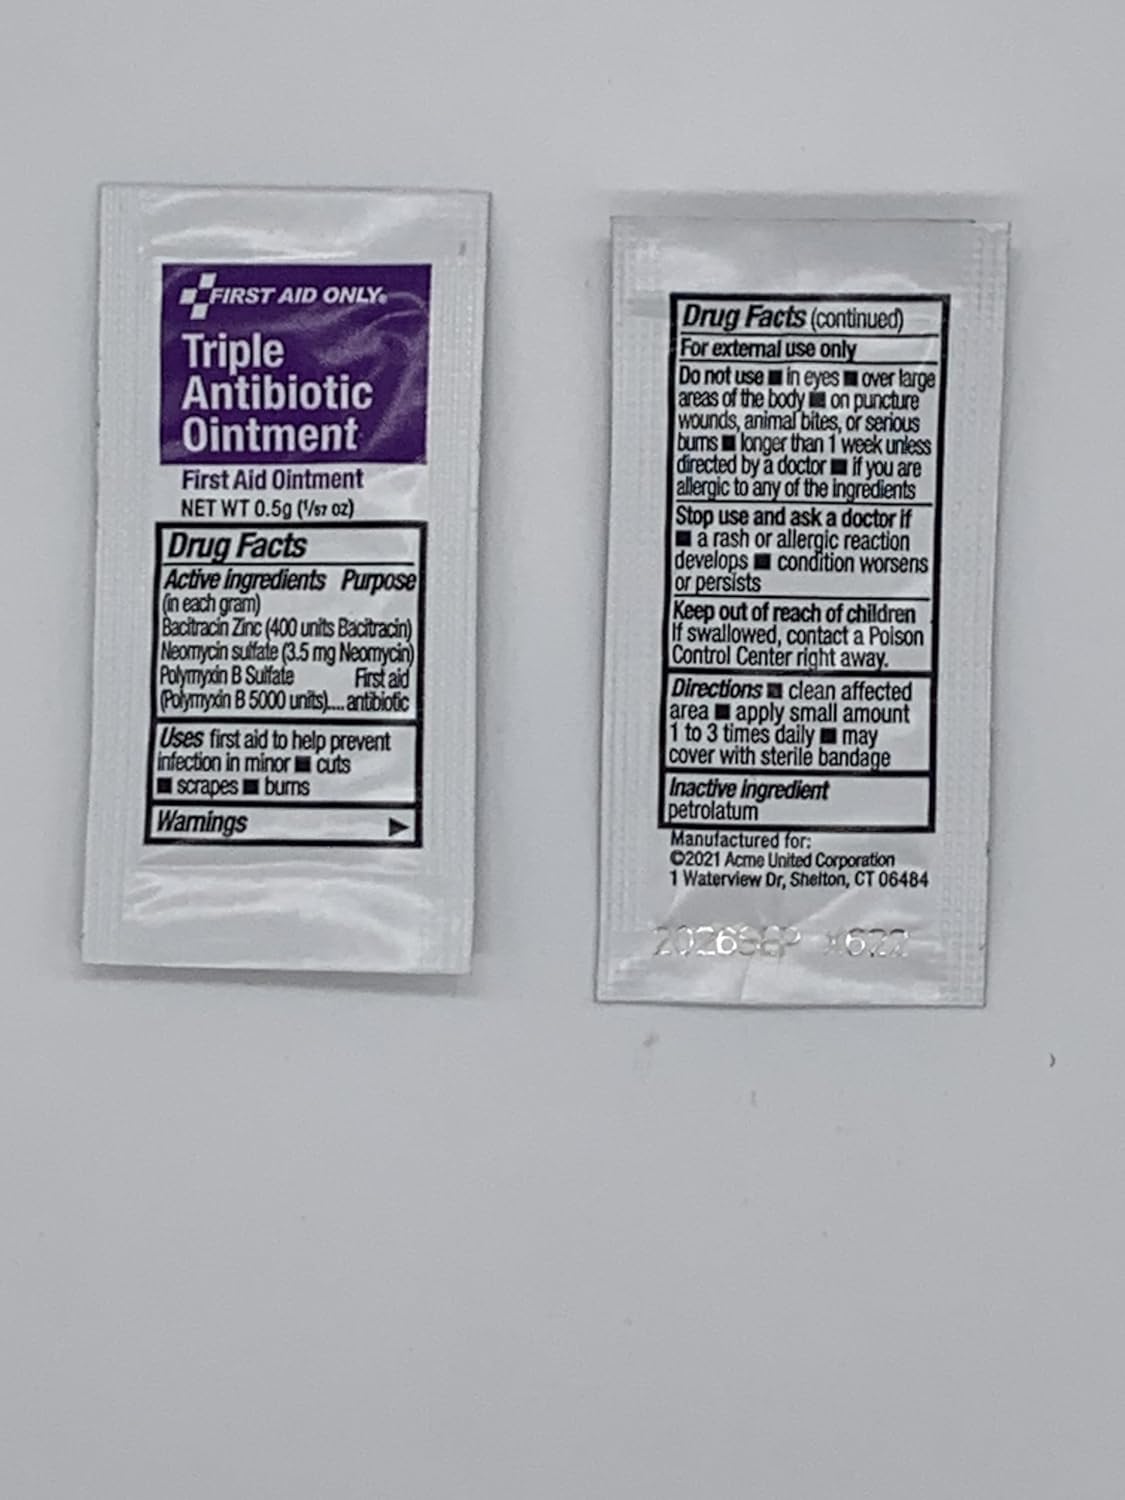 FIRST AID ONLY®
Triple
Antibiotic
Ointment
First Aid Ointment
NET WT 0.5g (1/57 oz)
Drug Facts
Active ingredients Purpose
(in each gram)
Bacitracin Zinc (400 units Bacitracin)
Neomycin sulfate (3.5 mg Neomycin)
Polymyxin B Sulfate First aid
(Polymyxin B 5000 units).... antibiotic
Uses first aid to help prevent
infection in minor ■ cuts
■ scrapes ■ burns
Warnings ▶
Drug Facts (continued)
For external use only
Do not use ■ in eyes ■ over large
areas of the body ■ on puncture
wounds, animal bites, or serious
burns ■ longer than 1 week unless
directed by a doctor ■ if you are
allergic to any of the ingredients
Stop use and ask a doctor if
■ a rash or allergic reaction
develops ■ condition worsens
or persists
Keep out of reach of children
If swallowed, contact a Poison
Control Center right away.
Directions ■ clean affected
area ■ apply small amount
1 to 3 times daily ■ may
cover with sterile bandage
Inactive ingredient
petrolatum
Manufactured for:
©2021 Acme United Corporation
1 Waterview Dr, Shelton, CT 06484
2026SEP